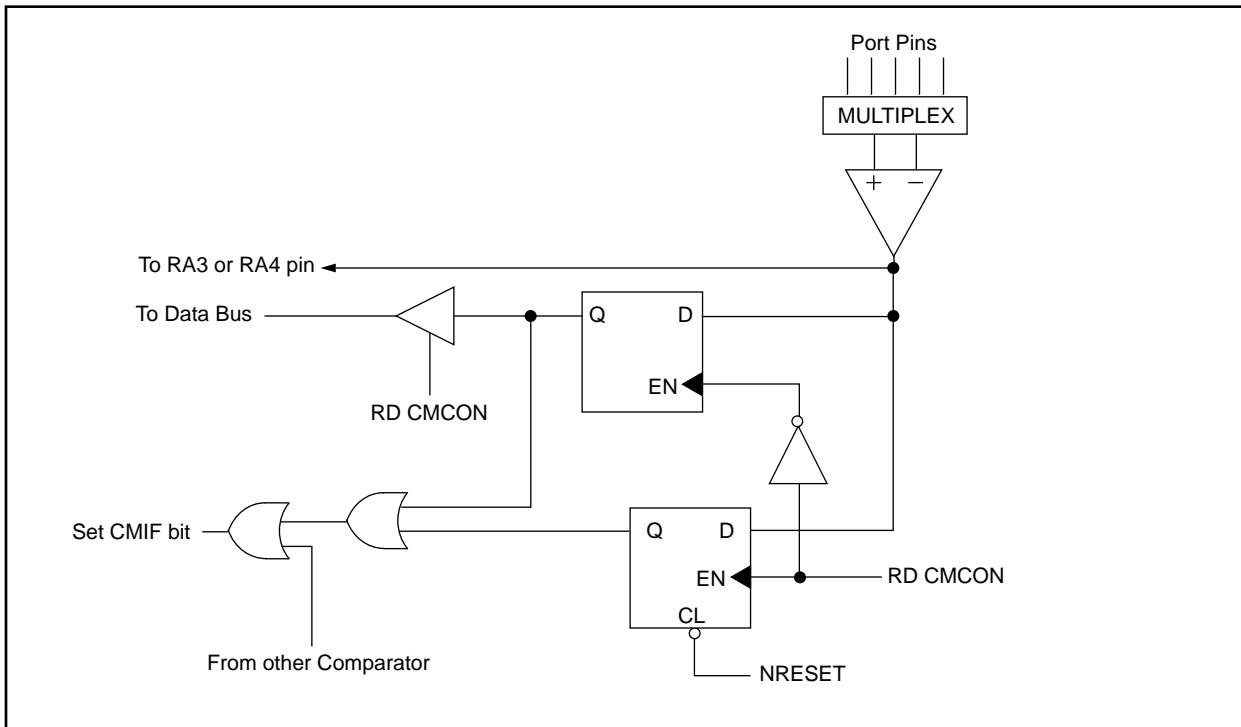 Port Pins
MULTIPLEX
+ −
To RA3 or RA4 pin
To Data Bus
Q D
EN
RD CMCON
Set CMIF bit
Q D
EN
RD CMCON
CL
From other Comparator
NRESET